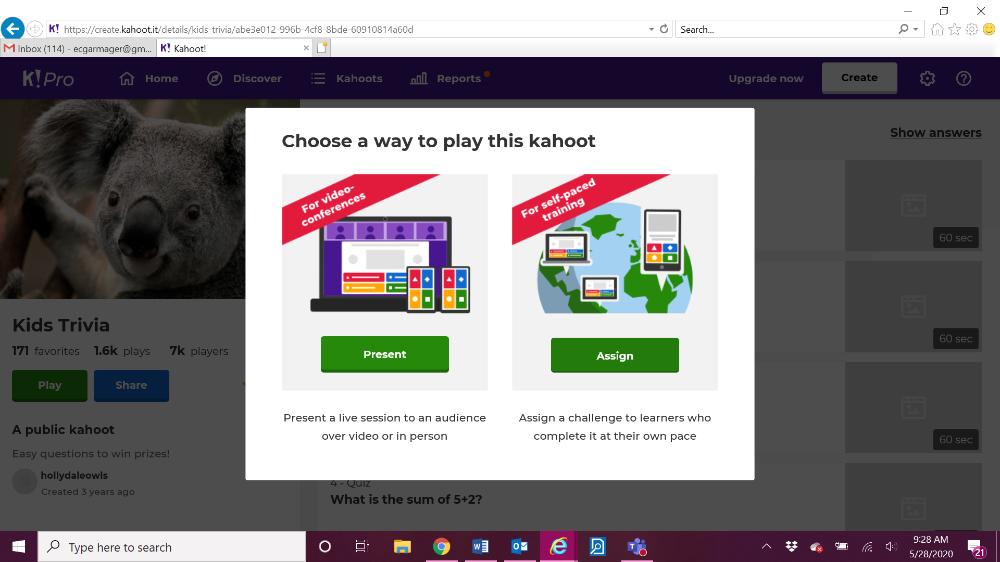 https://create.kahoot.it/details/kids-trivia/abe3e012-996b-4cf8-8bde-60910814a60d
Search...
Inbox (114) - ecgarmager@gm...
K! Kahoot!
K! Pro
Home
Discover
Kahoots
Reports
Upgrade now
Create
Show answers
Choose a way to play this kahoot
For video-
conferences
For self-paced
training
Present
Assign
Present a live session to an audience
over video or in person
Assign a challenge to learners who
complete it at their own pace
60 sec
60 sec
60 sec
Kids Trivia
171 favorites 1.6k plays 7k players
Play
Share
A public kahoot
Easy questions to win prizes!
hollydaleowls
Created 3 years ago
4 - Quiz
What is the sum of 5+2?
Type here to search
9:28 AM
5/28/2020
21